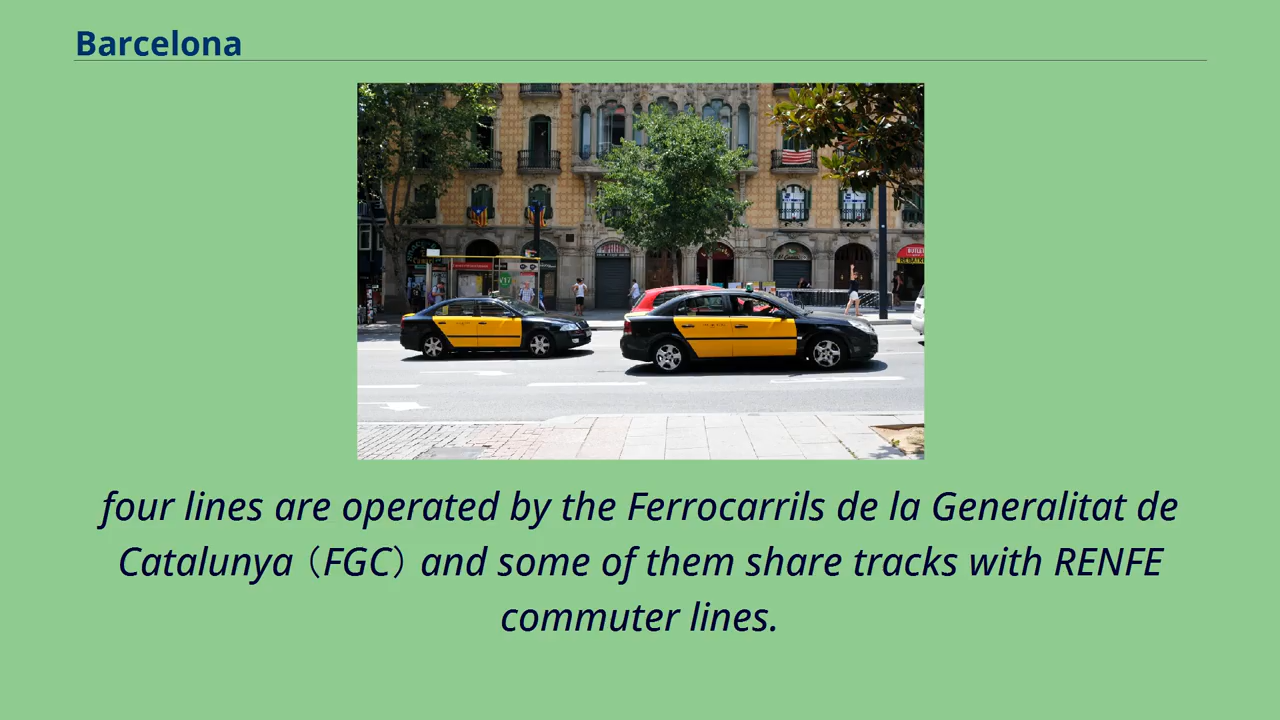 Barcelona
four lines are operated by the Ferrocarrils de la Generalitat de
Catalunya (FGC) and some of them share tracks with RENFE
commuter lines.